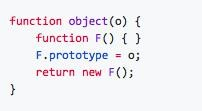 function object(o) {
    function F() { }
    F.prototype = o;
    return new F();
}